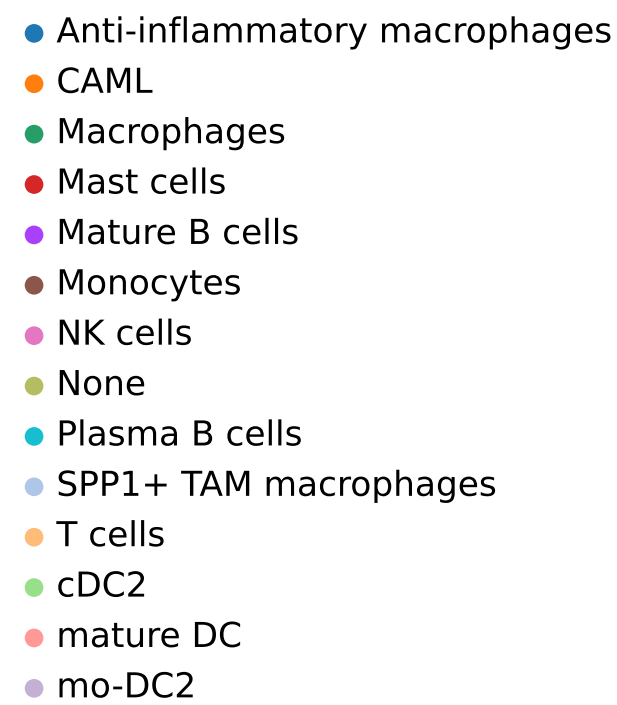 Anti-inflammatory macrophages
CAML
Macrophages
Mast cells
Mature B cells
Monocytes
NK cells
None
Plasma B cells
SPP1+ TAM macrophages
T cells
cDC2
mature DC
mo-DC2